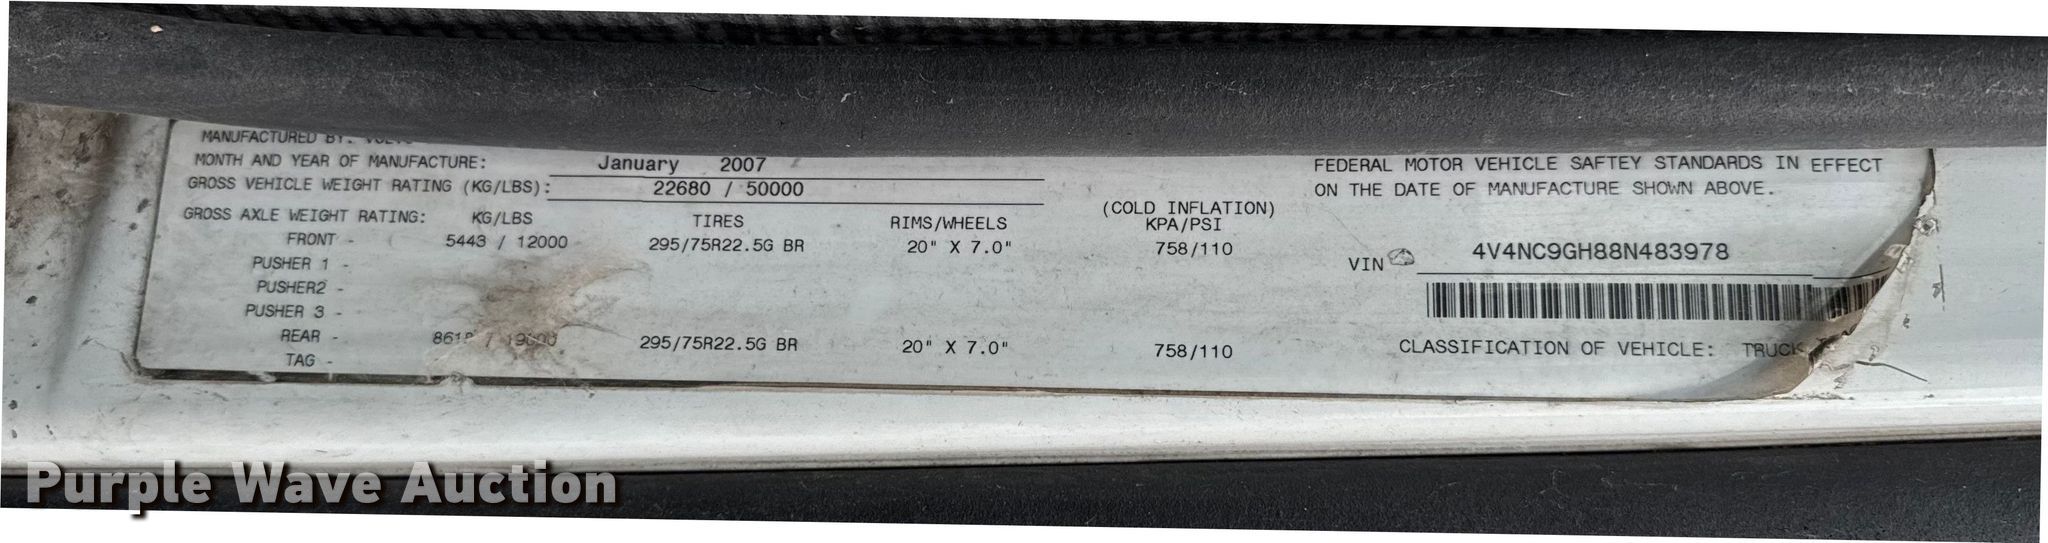 MANUFACTURED BY: VOLVO
MONTH AND YEAR OF MANUFACTURE: January 2007
GROSS VEHICLE WEIGHT RATING (KG/LBS): 22680 / 50000
GROSS AXLE WEIGHT RATING: KG/LBS TIRES RIMS/WHEELS (COLD INFLATION) KPA/PSI
FRONT - 5443 / 12000 295/75R22.5G BR 20" X 7.0" 758/110
PUSHER 1 -
PUSHER2 -
PUSHER 3 -
REAR - / 19000 295/75R22.5G BR 20" X 7.0" 758/110
TAG -
FEDERAL MOTOR VEHICLE SAFTEY STANDARDS IN EFFECT
ON THE DATE OF MANUFACTURE SHOWN ABOVE.
VIN 4V4NC9GH88N483978
CLASSIFICATION OF VEHICLE: TRUCK
Purple Wave Auction